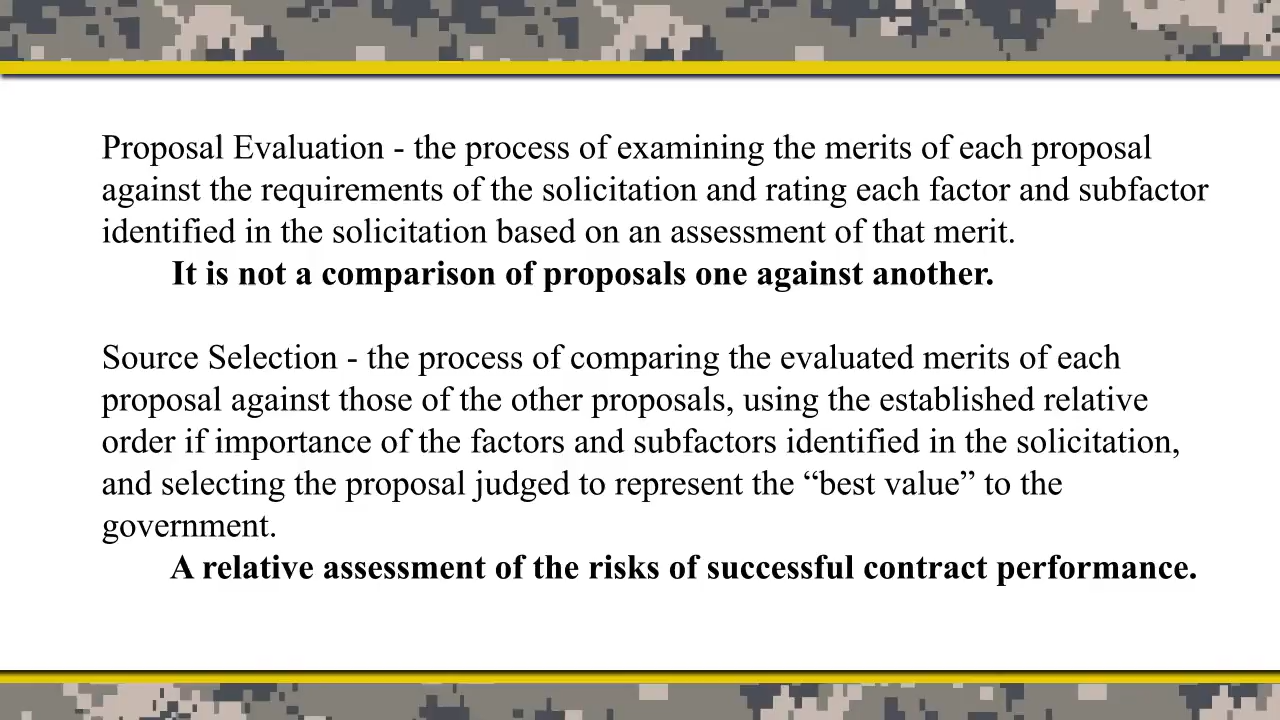 Proposal Evaluation - the process of examining the merits of each proposal
against the requirements of the solicitation and rating each factor and subfactor
identified in the solicitation based on an assessment of that merit.
It is not a comparison of proposals one against another.
Source Selection - the process of comparing the evaluated merits of each
proposal against those of the other proposals, using the established relative
order if importance of the factors and subfactors identified in the solicitation,
and selecting the proposal judged to represent the “best value” to the
government.
A relative assessment of the risks of successful contract performance.